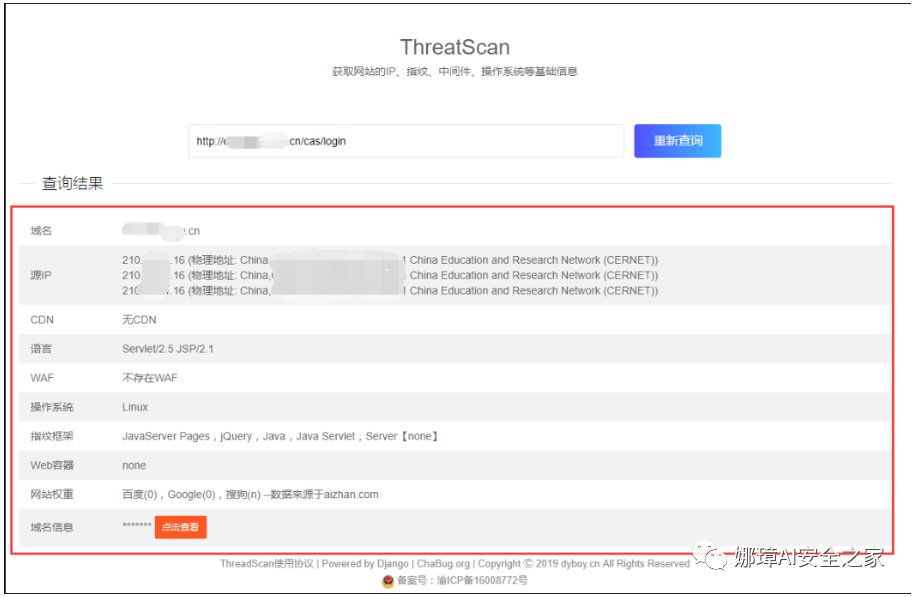 ThreatScan
获取网站的IP、指纹、中间件、操作系统等基础信息
http:// .cn/cas/login
重新查询
查询结果
域名 .cn
源IP
210. .16 (物理地址: China, China Education and Research Network (CERNET))
210. .16 (物理地址: China, China Education and Research Network (CERNET))
210 .16 (物理地址: China, China Education and Research Network (CERNET))
CDN 无CDN
语言 Servlet/2.5 JSP/2.1
WAF 不存在WAF
操作系统 Linux
指纹框架 JavaServer Pages , jQuery , Java , Java Servlet , Server【none】
Web容器 none
网站权重 百度(0) , Google(0) , 搜狗(n) --数据来源于aizhan.com
域名信息 ******* 点击查看
ThreadScan使用协议 | Powered by Django | ChaBug.org | Copyright © 2019 dyboy.cn All Rights Reserved
备案号：渝ICP备16008772号
娜璋AI安全之家